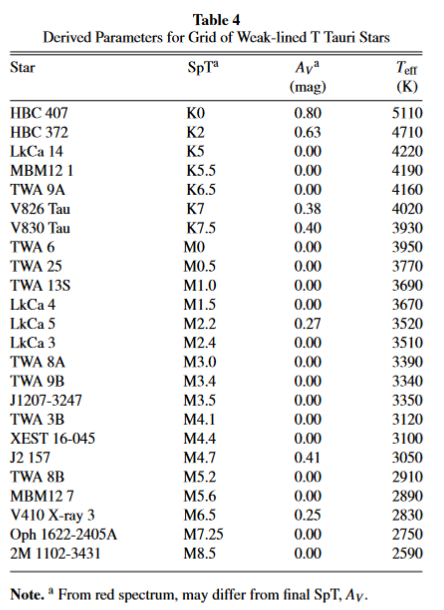 Table 4
Derived Parameters for Grid of Weak-lined T Tauri Stars
Star SpTᵃ A_Vᵃ T_eff
(mag) (K)
HBC 407 K0 0.80 5110
HBC 372 K2 0.63 4710
LkCa 14 K5 0.00 4220
MBM12 1 K5.5 0.00 4190
TWA 9A K6.5 0.00 4160
V826 Tau K7 0.38 4020
V830 Tau K7.5 0.40 3930
TWA 6 M0 0.00 3950
TWA 25 M0.5 0.00 3770
TWA 13S M1.0 0.00 3690
LkCa 4 M1.5 0.00 3670
LkCa 5 M2.2 0.27 3520
LkCa 3 M2.4 0.00 3510
TWA 8A M3.0 0.00 3390
TWA 9B M3.4 0.00 3340
J1207-3247 M3.5 0.00 3350
TWA 3B M4.1 0.00 3120
XEST 16-045 M4.4 0.00 3100
J2 157 M4.7 0.41 3050
TWA 8B M5.2 0.00 2910
MBM12 7 M5.6 0.00 2890
V410 X-ray 3 M6.5 0.25 2830
Oph 1622-2405A M7.25 0.00 2750
2M 1102-3431 M8.5 0.00 2590
Note. ᵃ From red spectrum, may differ from final SpT, A_V.